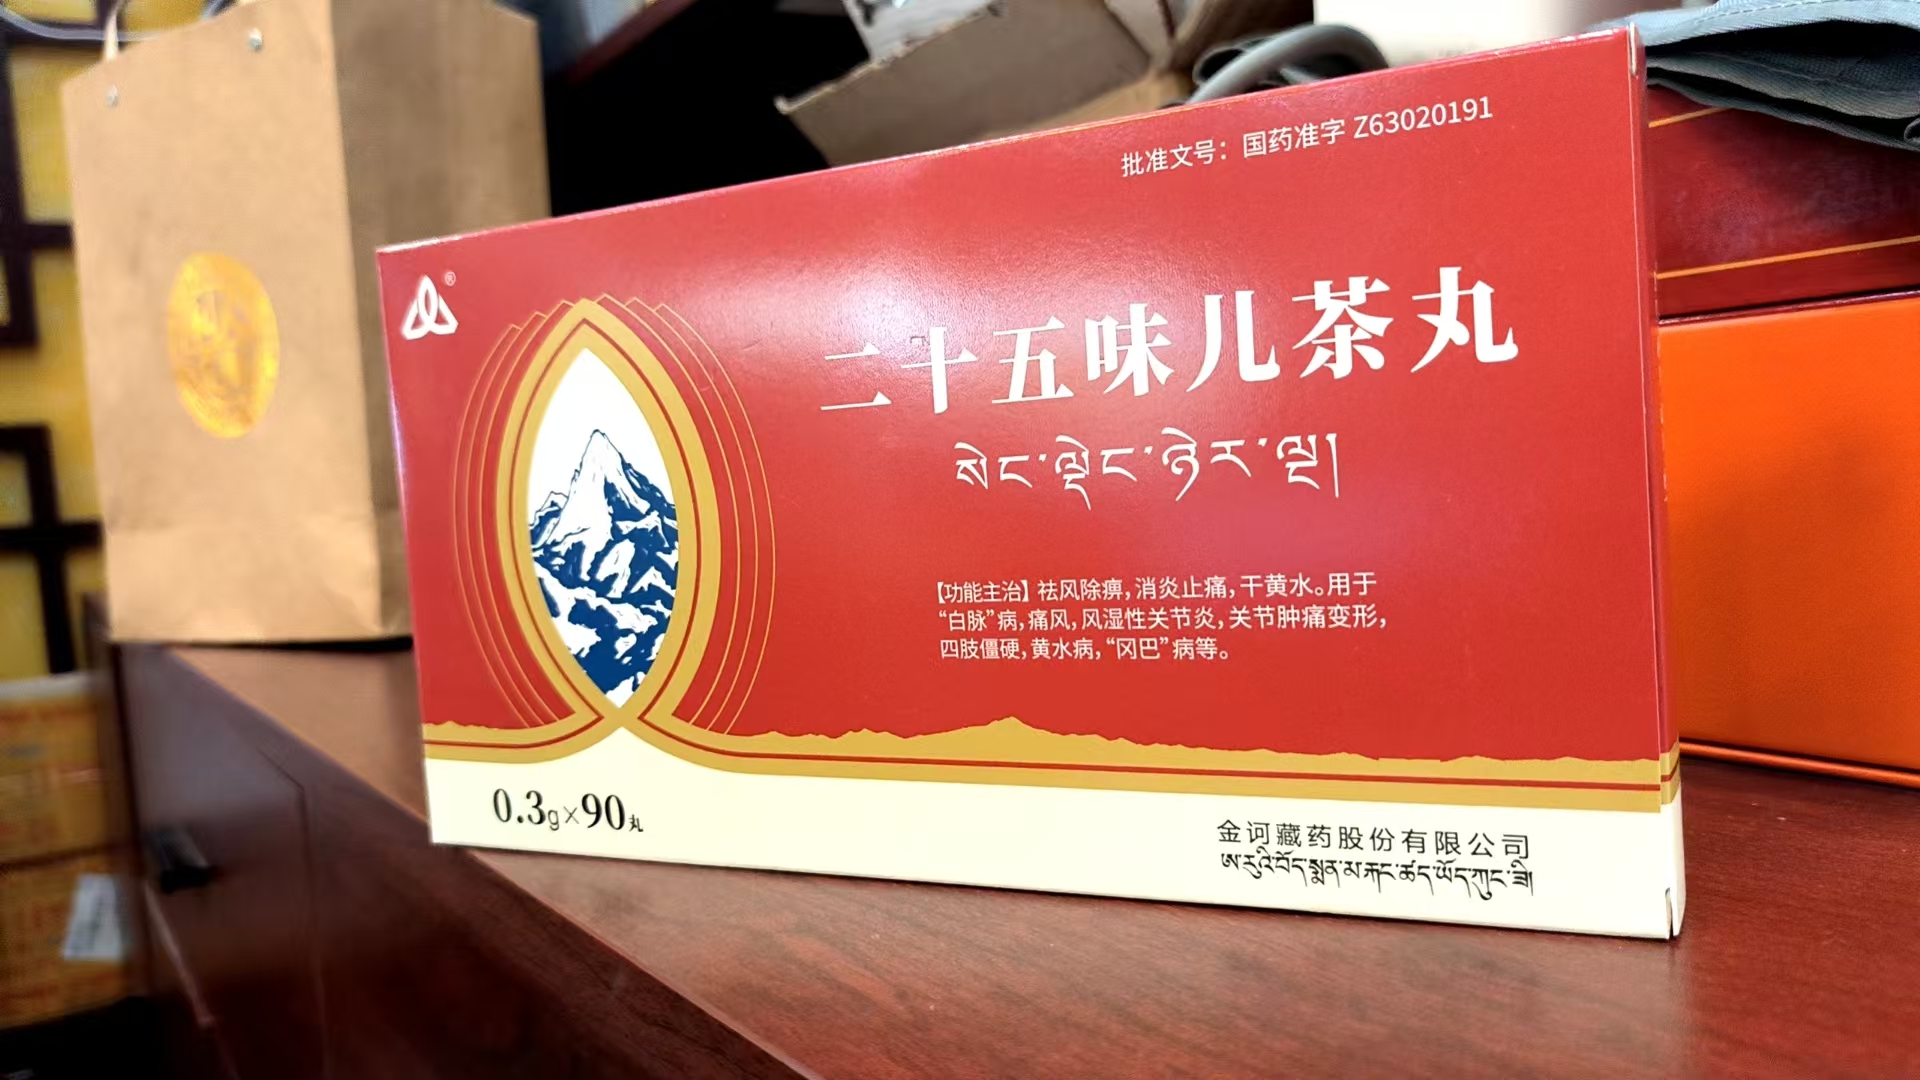 批准文号：国药准字 Z63020191
®
二十五味儿茶丸
སེང་ལྡེང་ཉེར་ལྔ།
【功能主治】祛风除痹，消炎止痛，干黄水。用于
“白脉”病，痛风，风湿性关节炎，关节肿痛变形，
四肢僵硬，黄水病，“冈巴”病等。
0.3g×90丸
金诃藏药股份有限公司
ཨ་རུའི་བོད་སྨན་མ་རྐང་ཚད་ཡོད་ཀུང་ཟི།